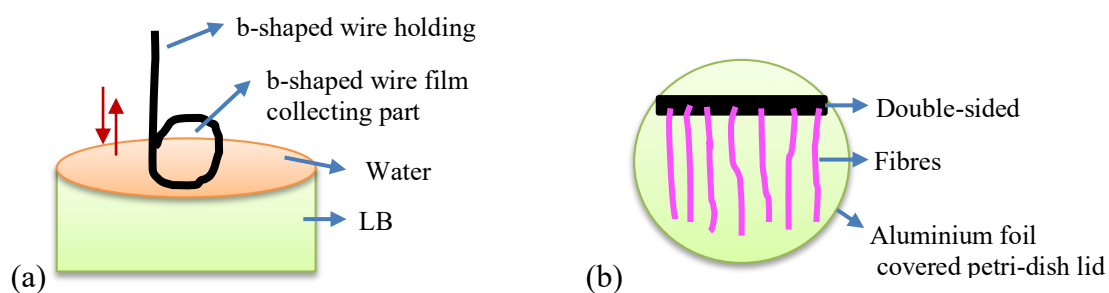 b-shaped wire holding
b-shaped wire film
collecting part
Water
LB
(a)
Double-sided
Fibres
Aluminium foil
covered petri-dish lid
(b)